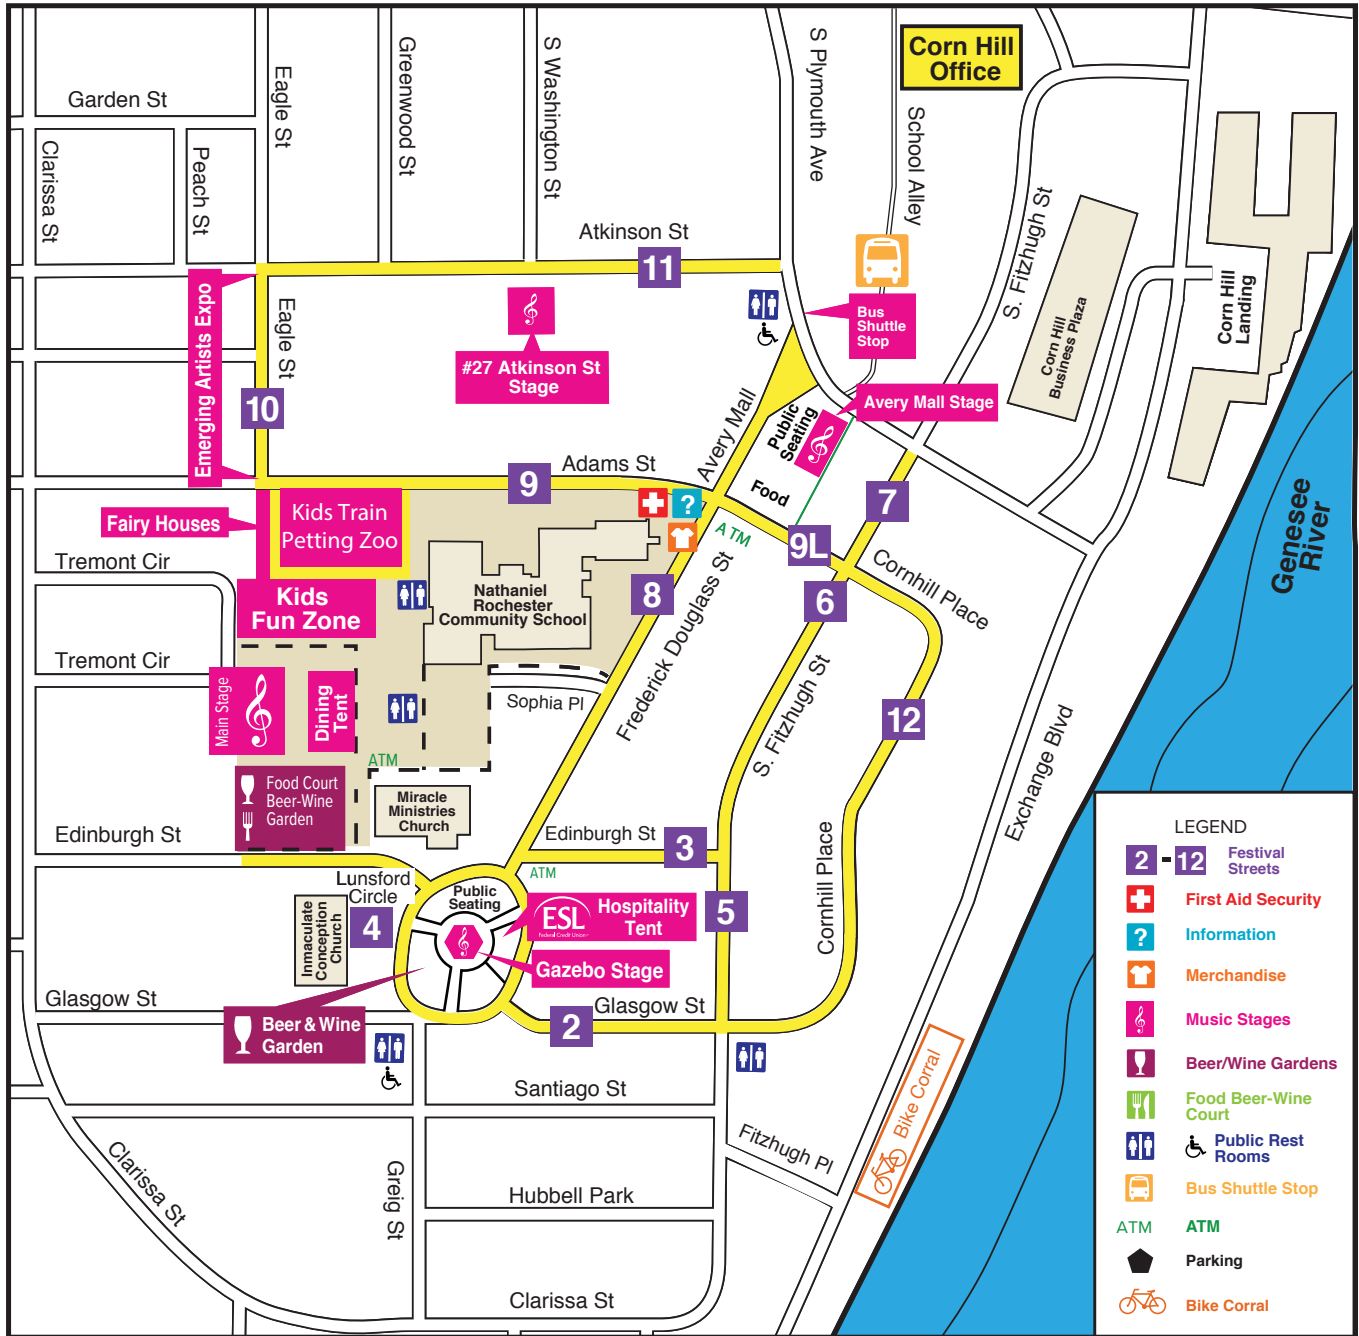 Corn Hill
Office
Garden St
Clarissa St
Peach St
Eagle St
Greenwood St
S Washington St
S Plymouth Ave
School Alley
S. Fitzhugh St
Atkinson St
11
Corn Hill
Business Plaza
Corn Hill
Landing
Genesee
River
Emerging Artists Expo
Eagle St
10
#27 Atkinson St
Stage
Bus
Shuttle
Stop
Avery Mall Stage
Avery Mall
Public
Seating
Food
Adams St
9
?
ATM
9L
7
6
8
Cornhill Place
Fairy Houses
Kids Train
Petting Zoo
Kids
Fun Zone
Tremont Cir
Tremont Cir
Nathaniel
Rochester
Community School
Frederick Douglass St
S. Fitzhugh St
12
Sophia Pl
Main Stage
Dining
Tent
ATM
Food Court
Beer-Wine
Garden
Miracle
Ministries
Church
Exchange Blvd
Edinburgh St
Edinburgh St
3
ATM
Lunsford
Circle
4
Public
Seating
Inmaculate
Conception
Church
ESL
Federal Credit Union
Hospitality
Tent
Gazebo Stage
5
Cornhill Place
Glasgow St
Glasgow St
2
Beer & Wine
Garden
Santiago St
Fitzhugh Pl
Bike Corral
Clarissa St
Greig St
Hubbell Park
Clarissa St
LEGEND
2 - 12 Festival
Streets
First Aid Security
? Information
Merchandise
Music Stages
Beer/Wine Gardens
Food Beer-Wine
Court
Public Rest
Rooms
Bus Shuttle Stop
ATM ATM
Parking
Bike Corral